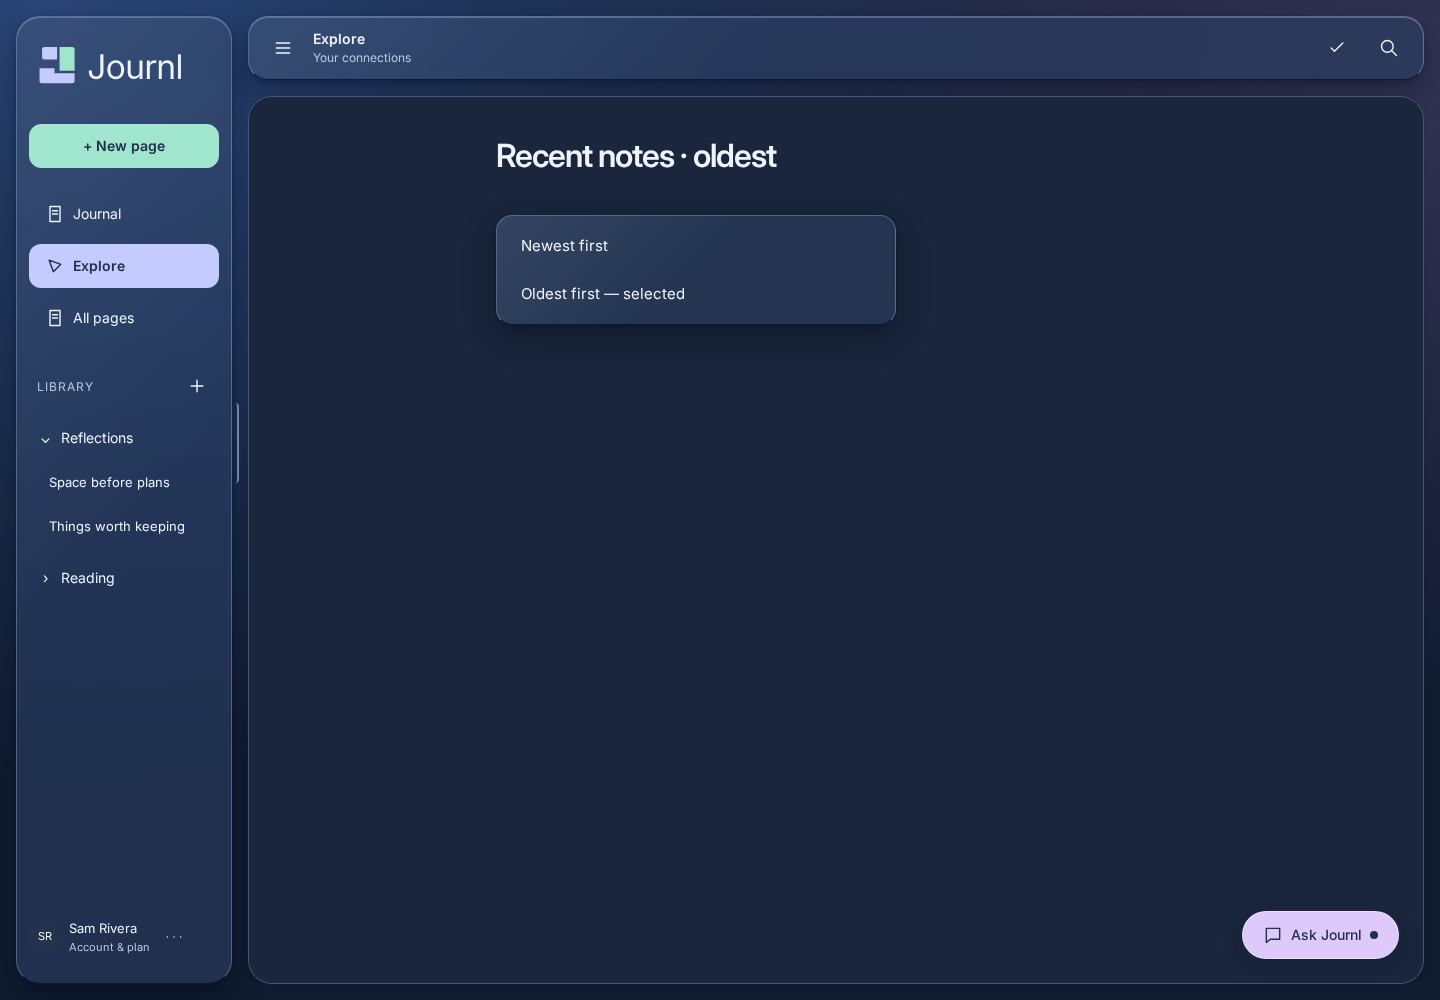 Journl
+ New page
Journal
Explore
All pages
LIBRARY
Reflections
Space before plans
Things worth keeping
Reading
SR
Sam Rivera
Account & plan
Explore
Your connections
Recent notes · oldest
Newest first
Oldest first — selected
Ask Journl